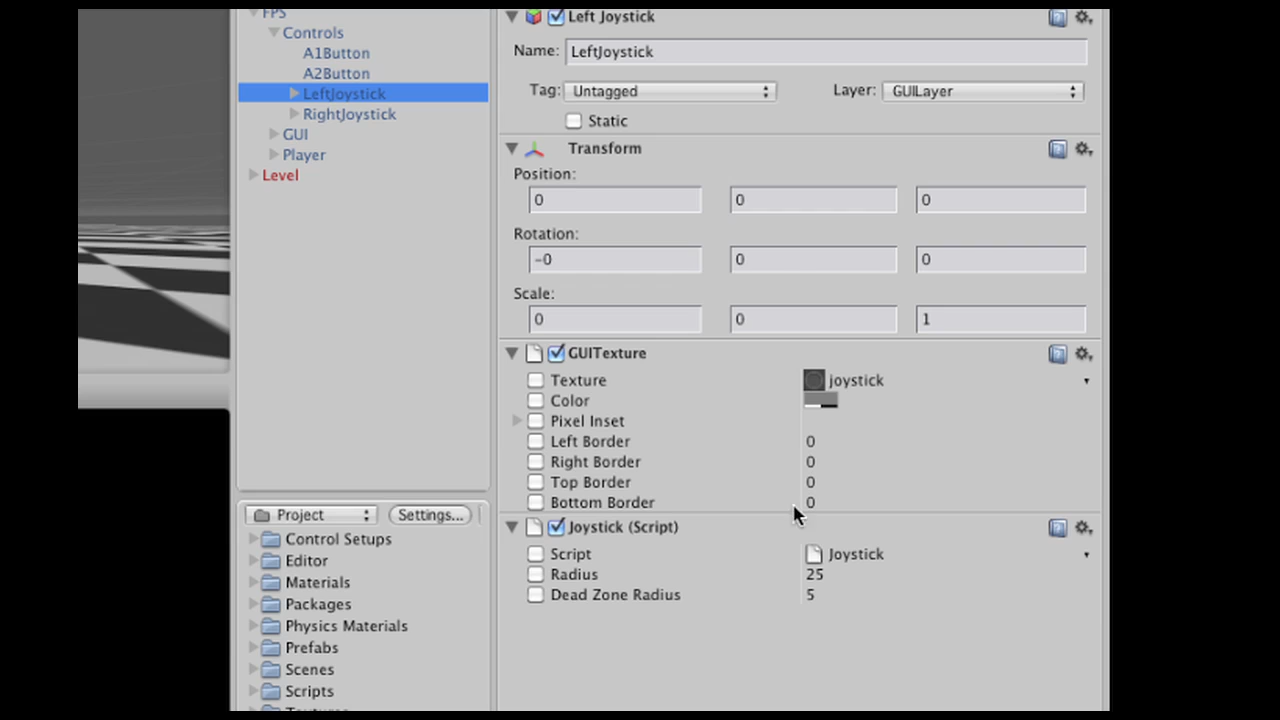 FPS
Controls
A1Button
A2Button
LeftJoystick
RightJoystick
GUI
Player
Level
Project
Settings...
Control Setups
Editor
Materials
Packages
Physics Materials
Prefabs
Scenes
Scripts
Left Joystick
Name: LeftJoystick
Tag: Untagged Layer: GUILayer
Static
Transform
Position:
0 0 0
Rotation:
-0 0 0
Scale:
0 0 1
GUITexture
Texture joystick
Color
Pixel Inset
Left Border 0
Right Border 0
Top Border 0
Bottom Border 0
Joystick (Script)
Script Joystick
Radius 25
Dead Zone Radius 5